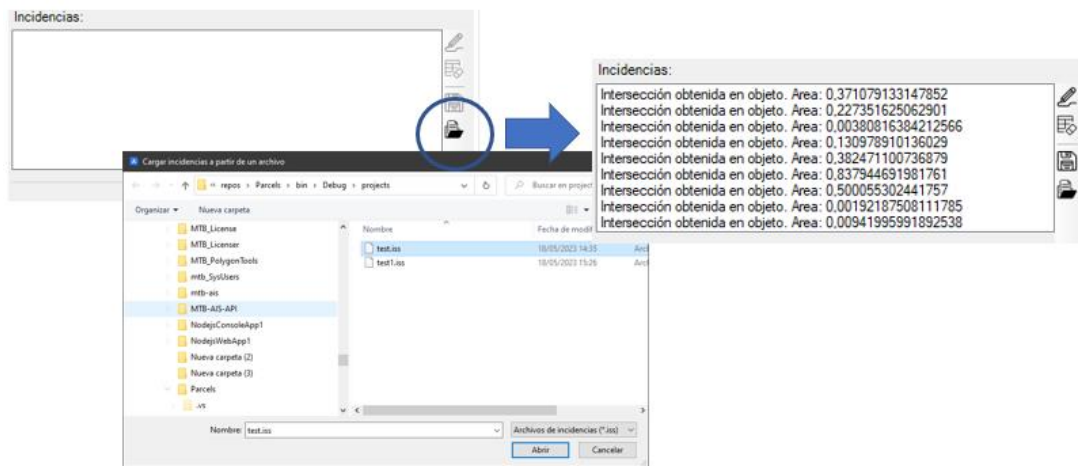 Incidencias:
Incidencias:
Intersección obtenida en objeto. Area: 0,371079133147852
Intersección obtenida en objeto. Area: 0,227351625062901
Intersección obtenida en objeto. Area: 0,00380816384212566
Intersección obtenida en objeto. Area: 0,130978910136029
Intersección obtenida en objeto. Area: 0,382471100736879
Intersección obtenida en objeto. Area: 0,837944691981761
Intersección obtenida en objeto. Area: 0,500055302441757
Intersección obtenida en objeto. Area: 0,00192187508111785
Intersección obtenida en objeto. Area: 0,00941995991892538
Cargar incidencias a partir de un archivo
« repos › Parcels › bin › Debug › projects
Buscar en project
Organizar
Nueva carpeta
Nombre
Fecha de modif
MTB_License
MTB_Licenser
MTB_PolygonTools
mtb_SysUsers
mtb-ais
MTB-AIS-API
NodejsConsoleApp1
NodejsWebApp1
Nueva carpeta (2)
Nueva carpeta (3)
Parcels
.vs
test.iss 18/05/2023 14:35 Arch
test1.iss 18/05/2023 15:26 Arch
Nombre: test.iss
Archivos de incidencias (*.iss)
Abrir
Cancelar